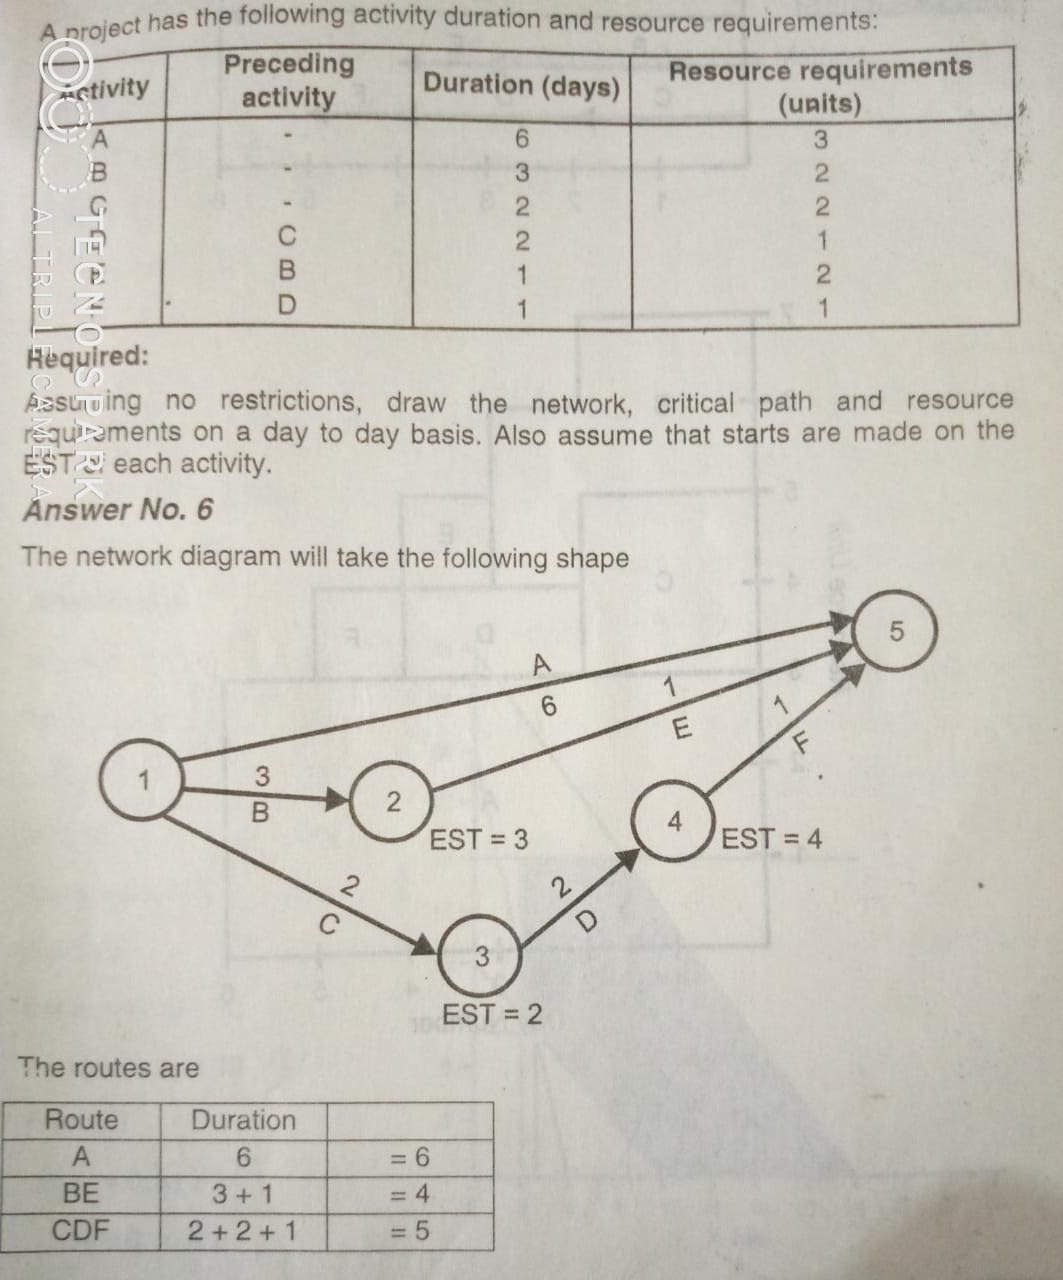 A project has the following activity duration and resource requirements:
Activity Preceding activity Duration (days) Resource requirements (units)
A - 6 3
B - 3 2
C - 2 2
D C 2 1
B 1 2
D 1 1
Required:
Assuming no restrictions, draw the network, critical path and resource
requirements on a day to day basis. Also assume that starts are made on the
EST of each activity.
Answer No. 6
The network diagram will take the following shape
5
A
6
1
E
1
F
1
3
B
2
EST = 3
4
EST = 4
2
C
2
D
3
EST = 2
The routes are
Route Duration
A 6 = 6
BE 3 + 1 = 4
CDF 2 + 2 + 1 = 5
TECNO SPARK
AI TRIPLE CAMERA